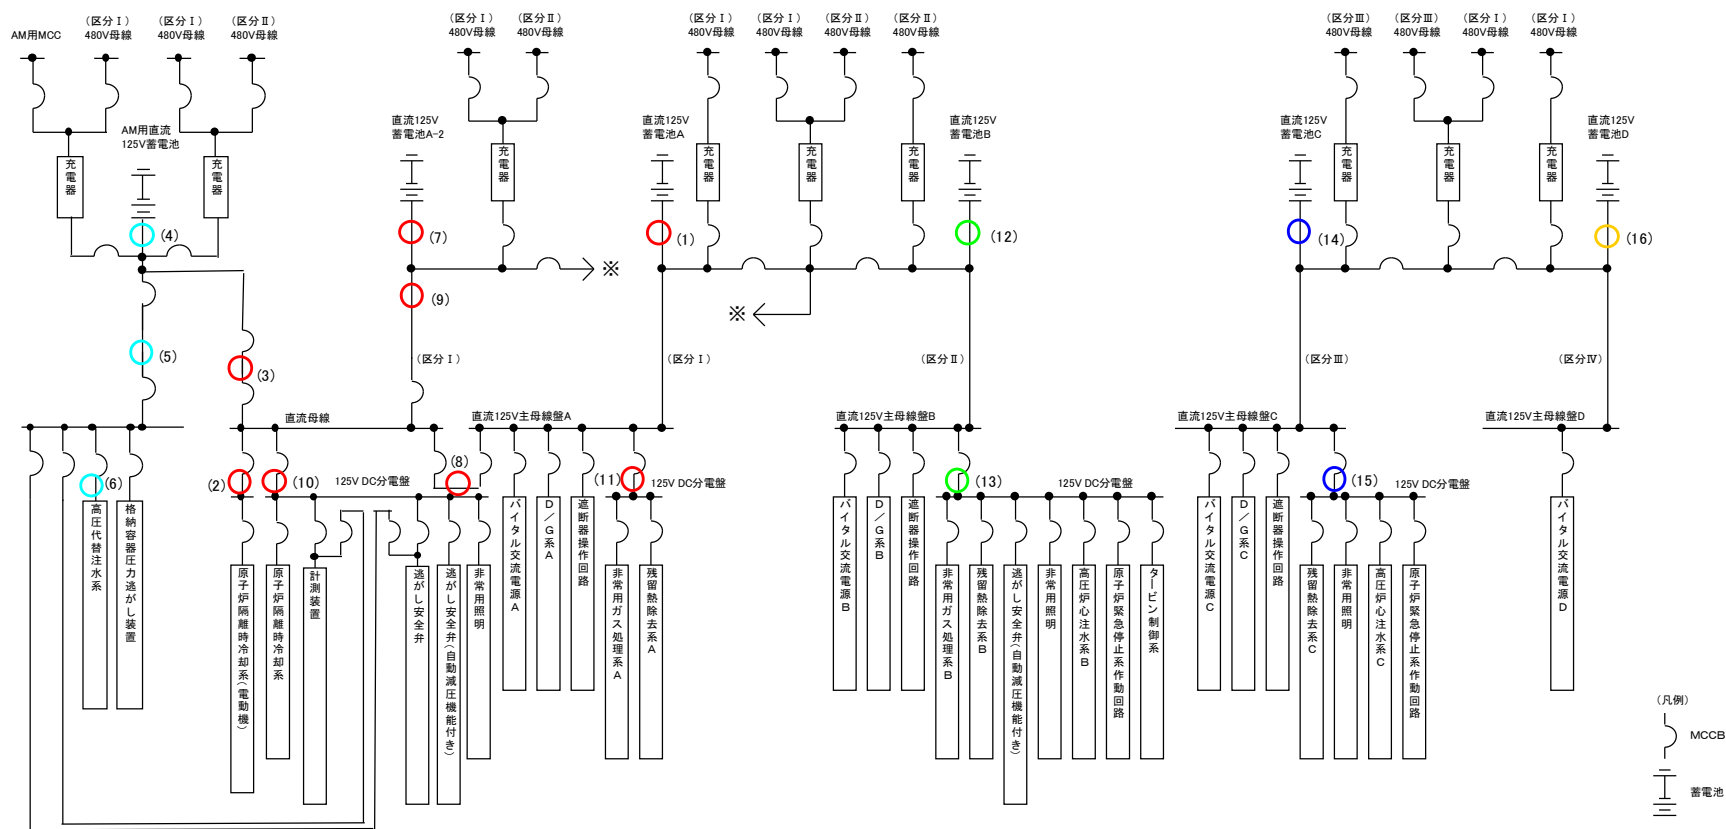 (区分Ⅰ) (区分Ⅰ) (区分Ⅱ)
AM用MCC 480V母線 480V母線 480V母線
(区分Ⅰ) (区分Ⅱ)
480V母線 480V母線
(区分Ⅰ) (区分Ⅰ) (区分Ⅱ) (区分Ⅱ)
480V母線 480V母線 480V母線 480V母線
(区分Ⅲ) (区分Ⅲ) (区分Ⅰ) (区分Ⅰ)
480V母線 480V母線 480V母線 480V母線
AM用直流
125V蓄電池
直流125V
蓄電池A-2
直流125V
蓄電池A
直流125V
蓄電池B
直流125V
蓄電池C
直流125V
蓄電池D
充電器
充電器
充電器
充電器
充電器
充電器
充電器
充電器
充電器
(4)
(7)
(1)
(12)
(14)
(16)
※
(9)
※
(5)
(3)
(区分Ⅰ)
(区分Ⅰ)
(区分Ⅱ)
(区分Ⅲ)
(区分Ⅳ)
直流母線
直流125V主母線盤A
直流125V主母線盤B
直流125V主母線盤C
直流125V主母線盤D
(6)
(2)
(10)
125V DC分電盤
(8)
(11)
125V DC分電盤
(13)
125V DC分電盤
(15)
125V DC分電盤
高圧代替注水系
格納容器圧力逃がし装置
原子炉隔離時冷却系(電動機)
原子炉隔離時冷却系
計測装置
逃がし安全弁
逃がし安全弁(自動減圧機能付き)
非常用照明
バイタル交流電源A
D/G系A
遮断器操作回路
非常用ガス処理系A
残留熱除去系A
バイタル交流電源B
D/G系B
遮断器操作回路
非常用ガス処理系B
残留熱除去系B
逃がし安全弁(自動減圧機能付き)
非常用照明
高圧炉心注水系B
原子炉緊急停止系作動回路
タービン制御系
バイタル交流電源C
D/G系C
遮断器操作回路
残留熱除去系C
非常用照明
高圧炉心注水系C
原子炉緊急停止系作動回路
バイタル交流電源D
(凡例)
MCCB
蓄電池